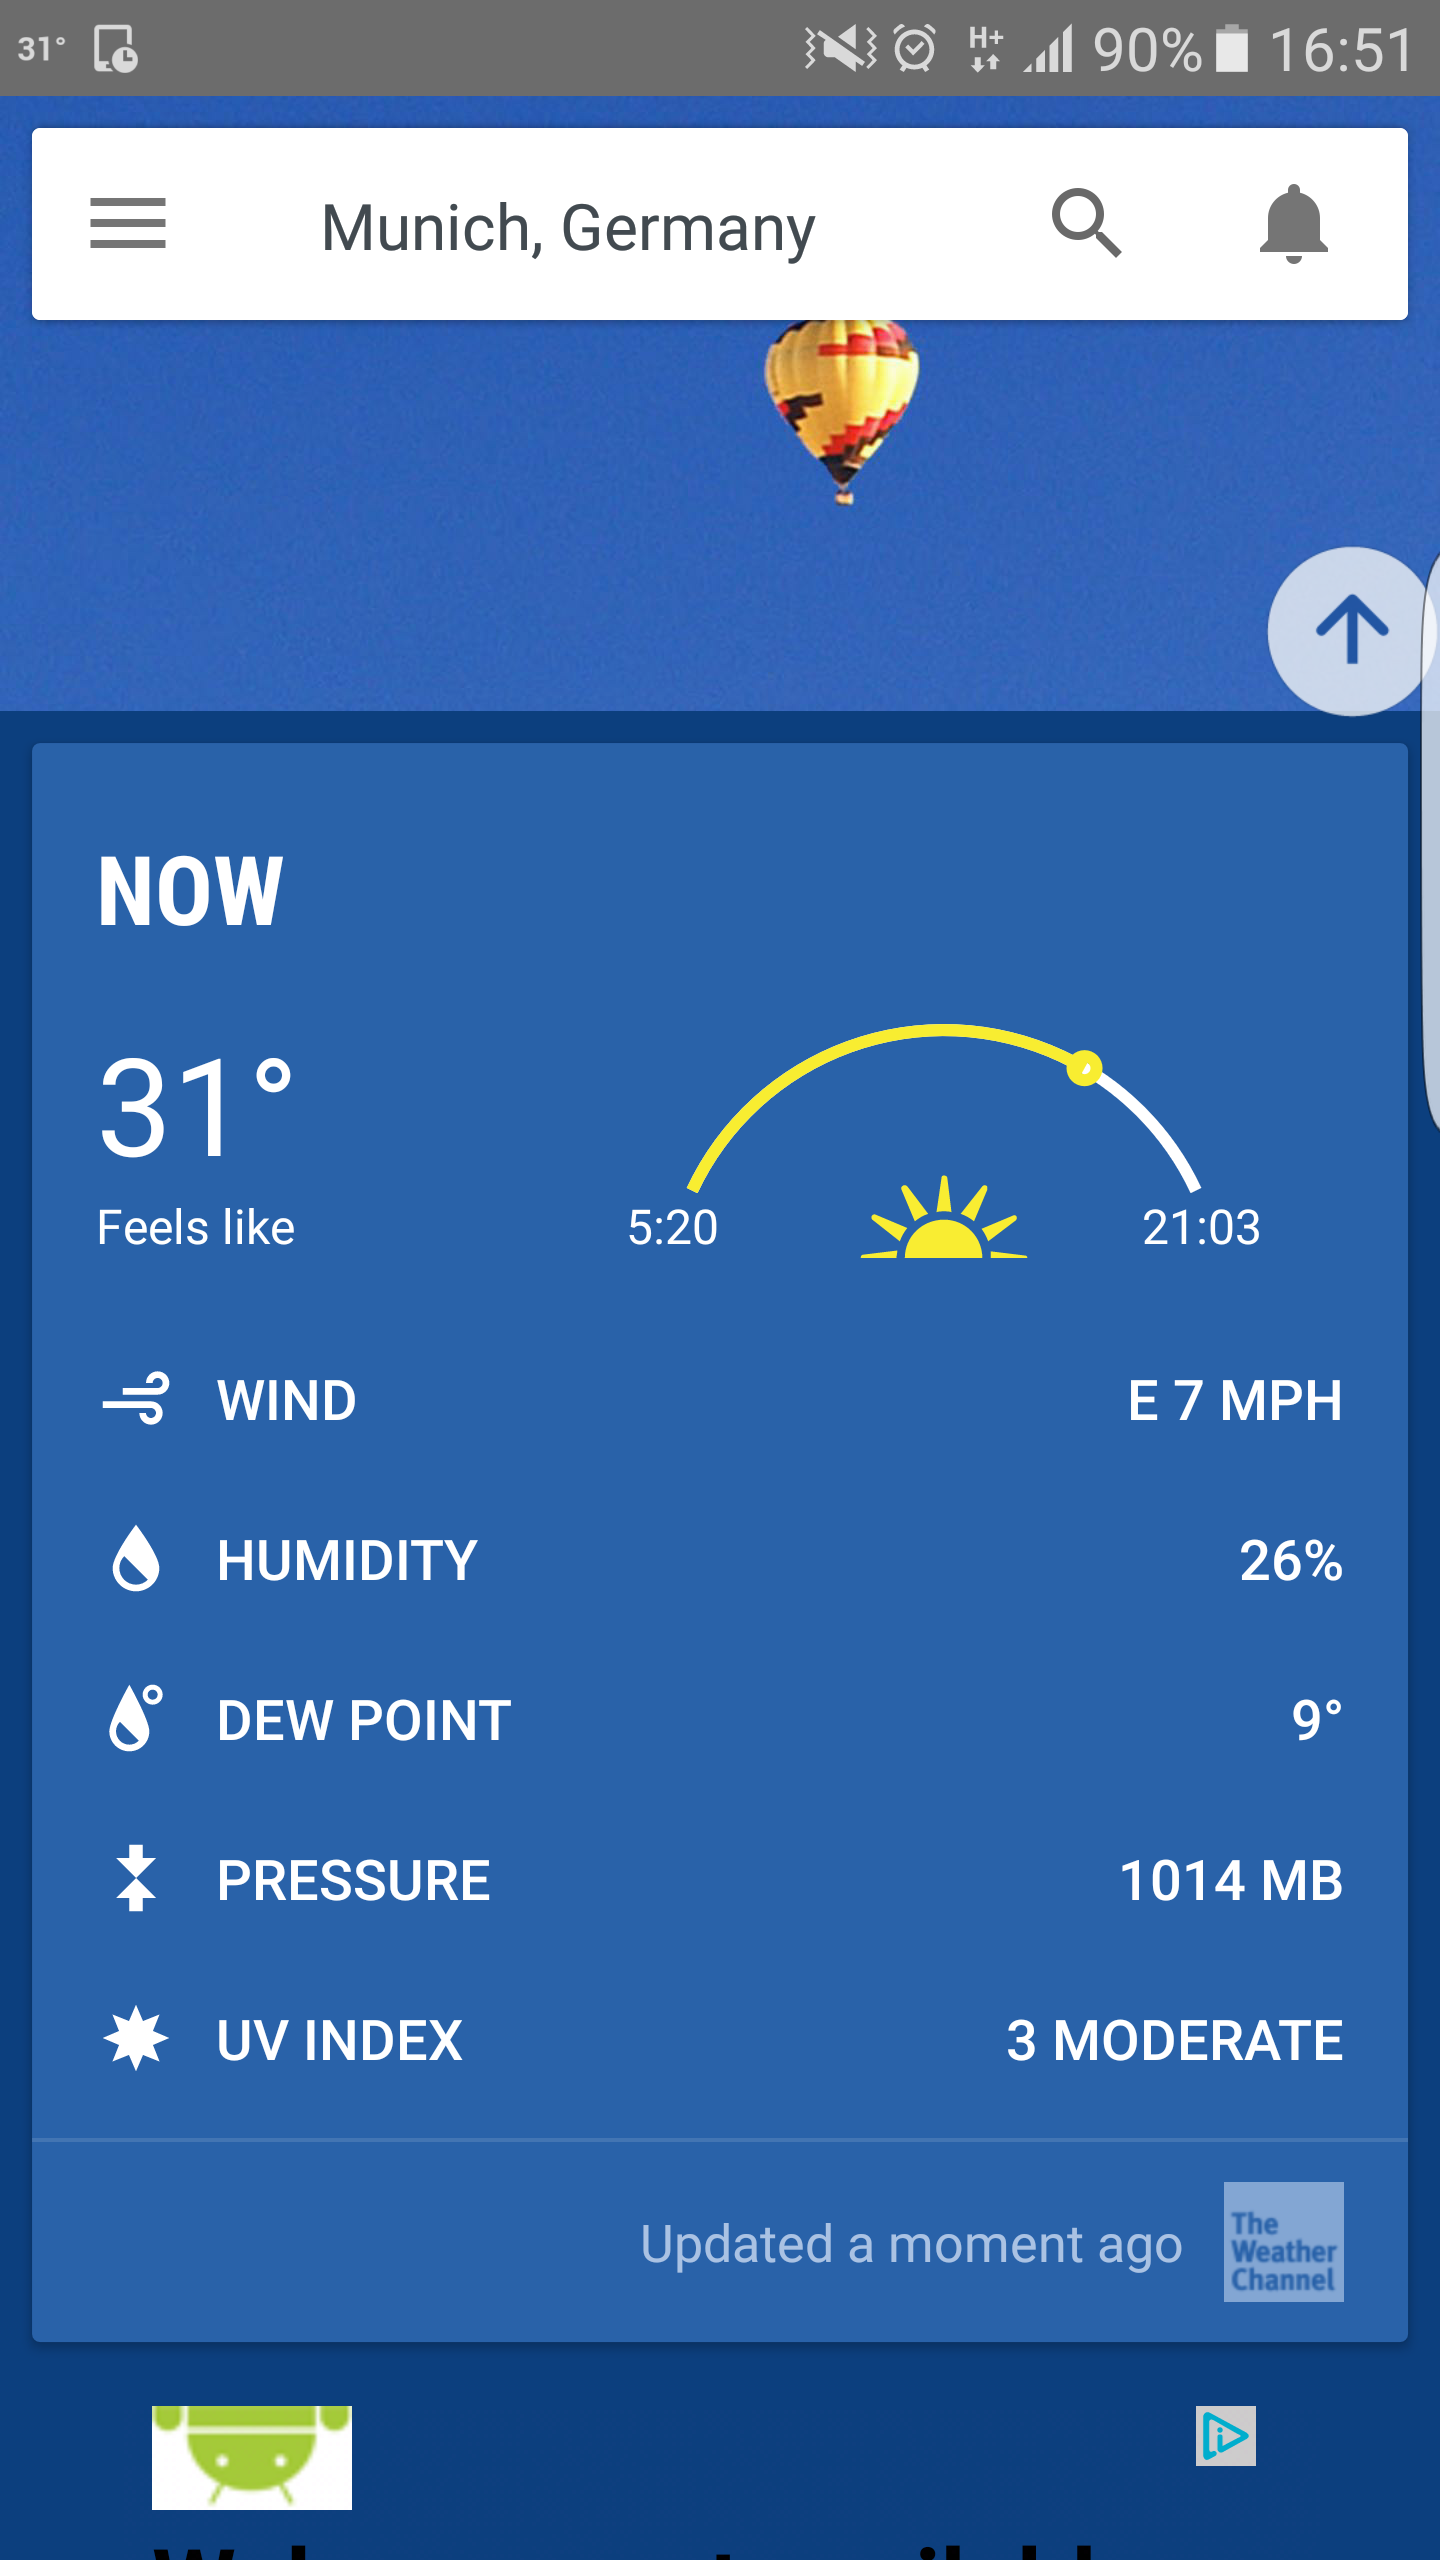 31° H+ 90% 16:51
Munich, Germany
NOW
31°
Feels like
5:20
21:03
WIND E 7 MPH
HUMIDITY 26%
DEW POINT 9°
PRESSURE 1014 MB
UV INDEX 3 MODERATE
Updated a moment ago
The
Weather
Channel